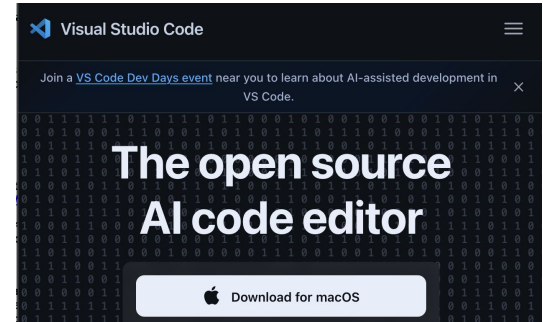 Visual Studio Code
Join a VS Code Dev Days event near you to learn about AI-assisted development in
VS Code.
The open source
AI code editor
Download for macOS